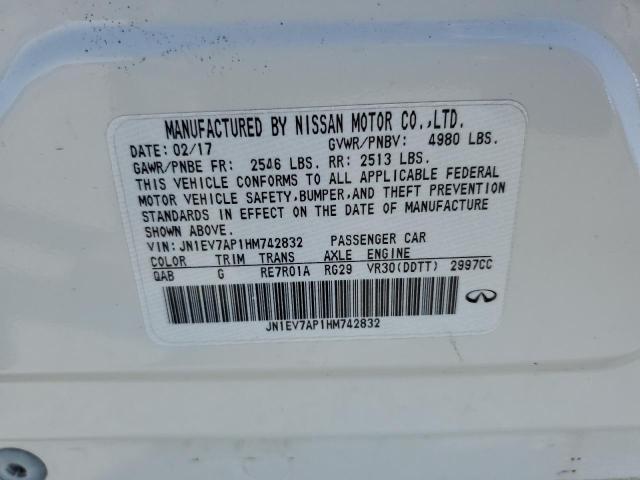 MANUFACTURED BY NISSAN MOTOR CO.,LTD.
DATE: 02/17 GVWR/PNBV: 4980 LBS.
GAWR/PNBE FR: 2546 LBS. RR: 2513 LBS.
THIS VEHICLE CONFORMS TO ALL APPLICABLE FEDERAL
MOTOR VEHICLE SAFETY,BUMPER,AND THEFT PREVENTION
STANDARDS IN EFFECT ON THE DATE OF MANUFACTURE
SHOWN ABOVE.
VIN:JN1EV7AP1HM742832 PASSENGER CAR
COLOR TRIM TRANS AXLE ENGINE
QAB G RE7R01A RG29 VR30(DDTT) 2997CC
JN1EV7AP1HM742832